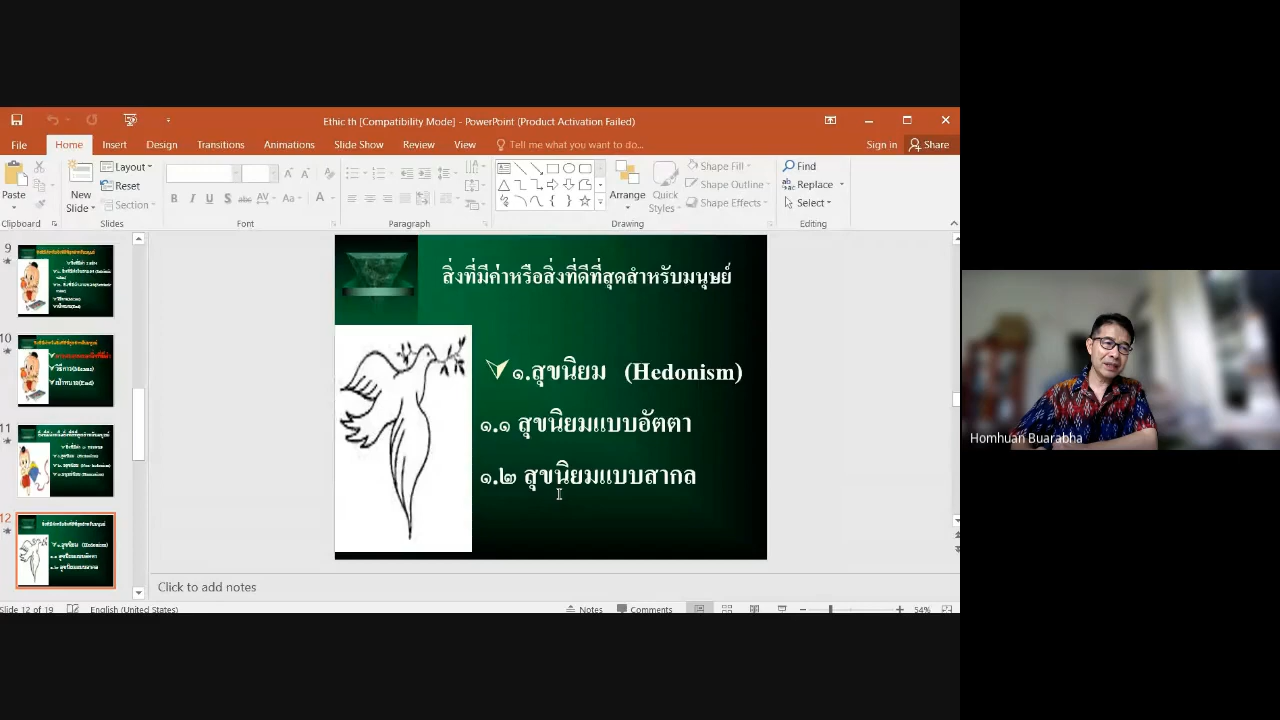 Ethic th [Compatibility Mode] - PowerPoint (Product Activation Failed)
File Home Insert Design Transitions Animations Slide Show Review View Tell me what you want to do... Sign in Share
Paste
New Slide
Layout
Reset
Section
Shape Fill
Shape Outline
Shape Effects
Arrange
Quick Styles
Find
Replace
Select
Clipboard Slides Font Paragraph Drawing Editing
9
10
11
12
สิ่งที่มีค่าหรือสิ่งที่ดีที่สุดสำหรับมนุษย์
๑.สุขนิยม (Hedonism)
๑.๑ สุขนิยมแบบอัตตา
๑.๒ สุขนิยมแบบสากล
Homhuan Buarabha
Click to add notes
Slide 12 of 19 English (United States) Notes Comments 54%